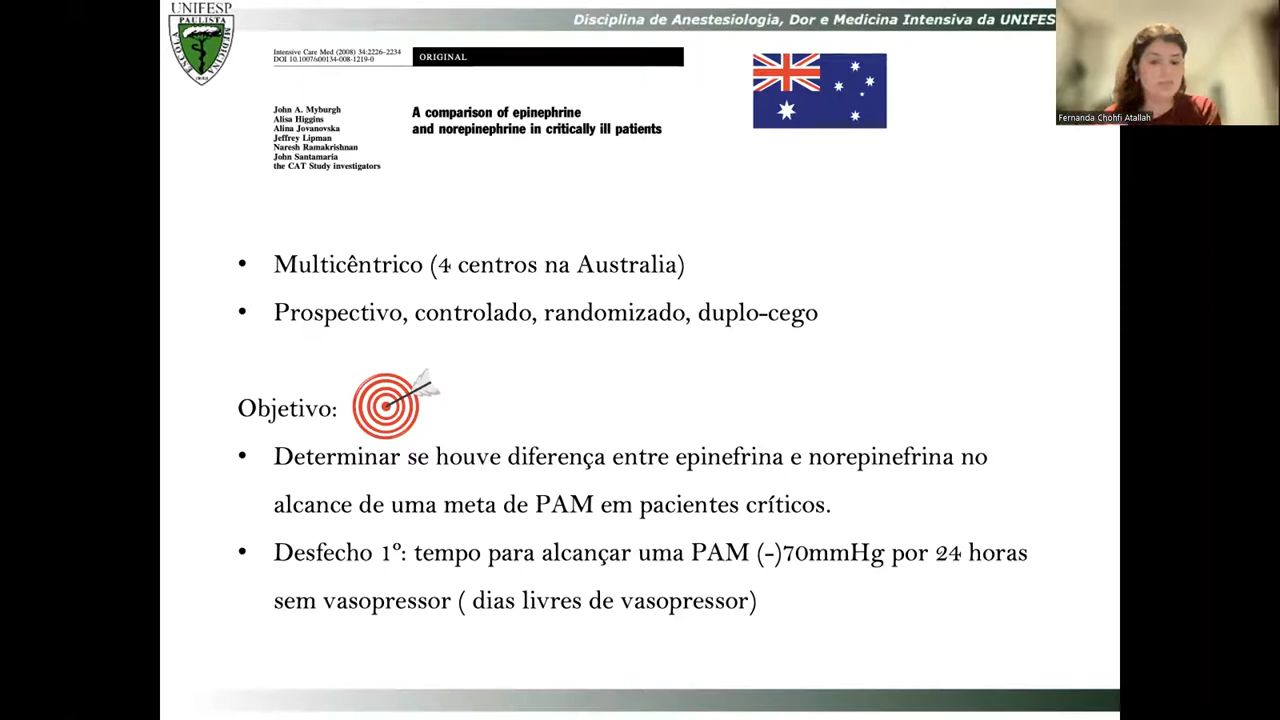 UNIFESP
PAULISTA
ESCOLA
MEDICINA
1933
Disciplina de Anestesiologia, Dor e Medicina Intensiva da UNIFES
Intensive Care Med (2008) 34:2226–2234
DOI 10.1007/s00134-008-1219-0
ORIGINAL
John A. Myburgh
Alisa Higgins
Alina Jovanovska
Jeffrey Lipman
Naresh Ramakrishnan
John Santamaria
the CAT Study investigators
A comparison of epinephrine
and norepinephrine in critically ill patients
Fernanda Chohfi Atallah
• Multicêntrico (4 centros na Australia)
• Prospectivo, controlado, randomizado, duplo-cego
Objetivo:
• Determinar se houve diferença entre epinefrina e norepinefrina no
alcance de uma meta de PAM em pacientes críticos.
• Desfecho 1º: tempo para alcançar uma PAM (-)70mmHg por 24 horas
sem vasopressor ( dias livres de vasopressor)